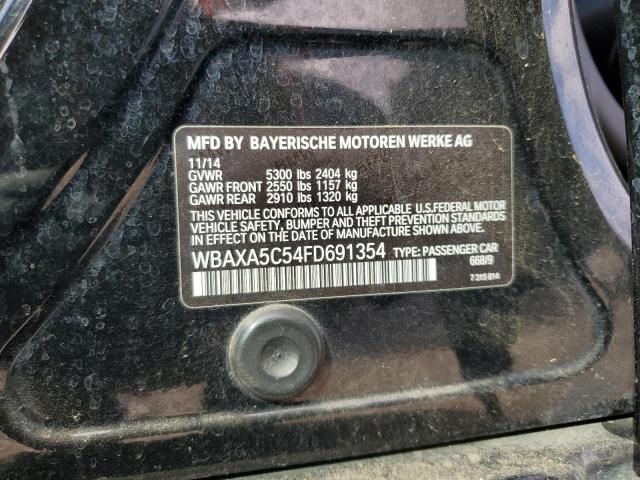 MFD BY BAYERISCHE MOTOREN WERKE AG
11/14
GVWR 5300 lbs 2404 kg
GAWR FRONT 2550 lbs 1157 kg
GAWR REAR 2910 lbs 1320 kg
THIS VEHICLE CONFORMS TO ALL APPLICABLE U.S.FEDERAL MOTOR
VEHICLE SAFETY, BUMPER AND THEFT PREVENTION STANDARDS
IN EFFECT ON THE DATE OF MANUFACTURE SHOWN ABOVE.
WBAXA5C54FD691354 TYPE: PASSENGER CAR
668/9
7 315 814